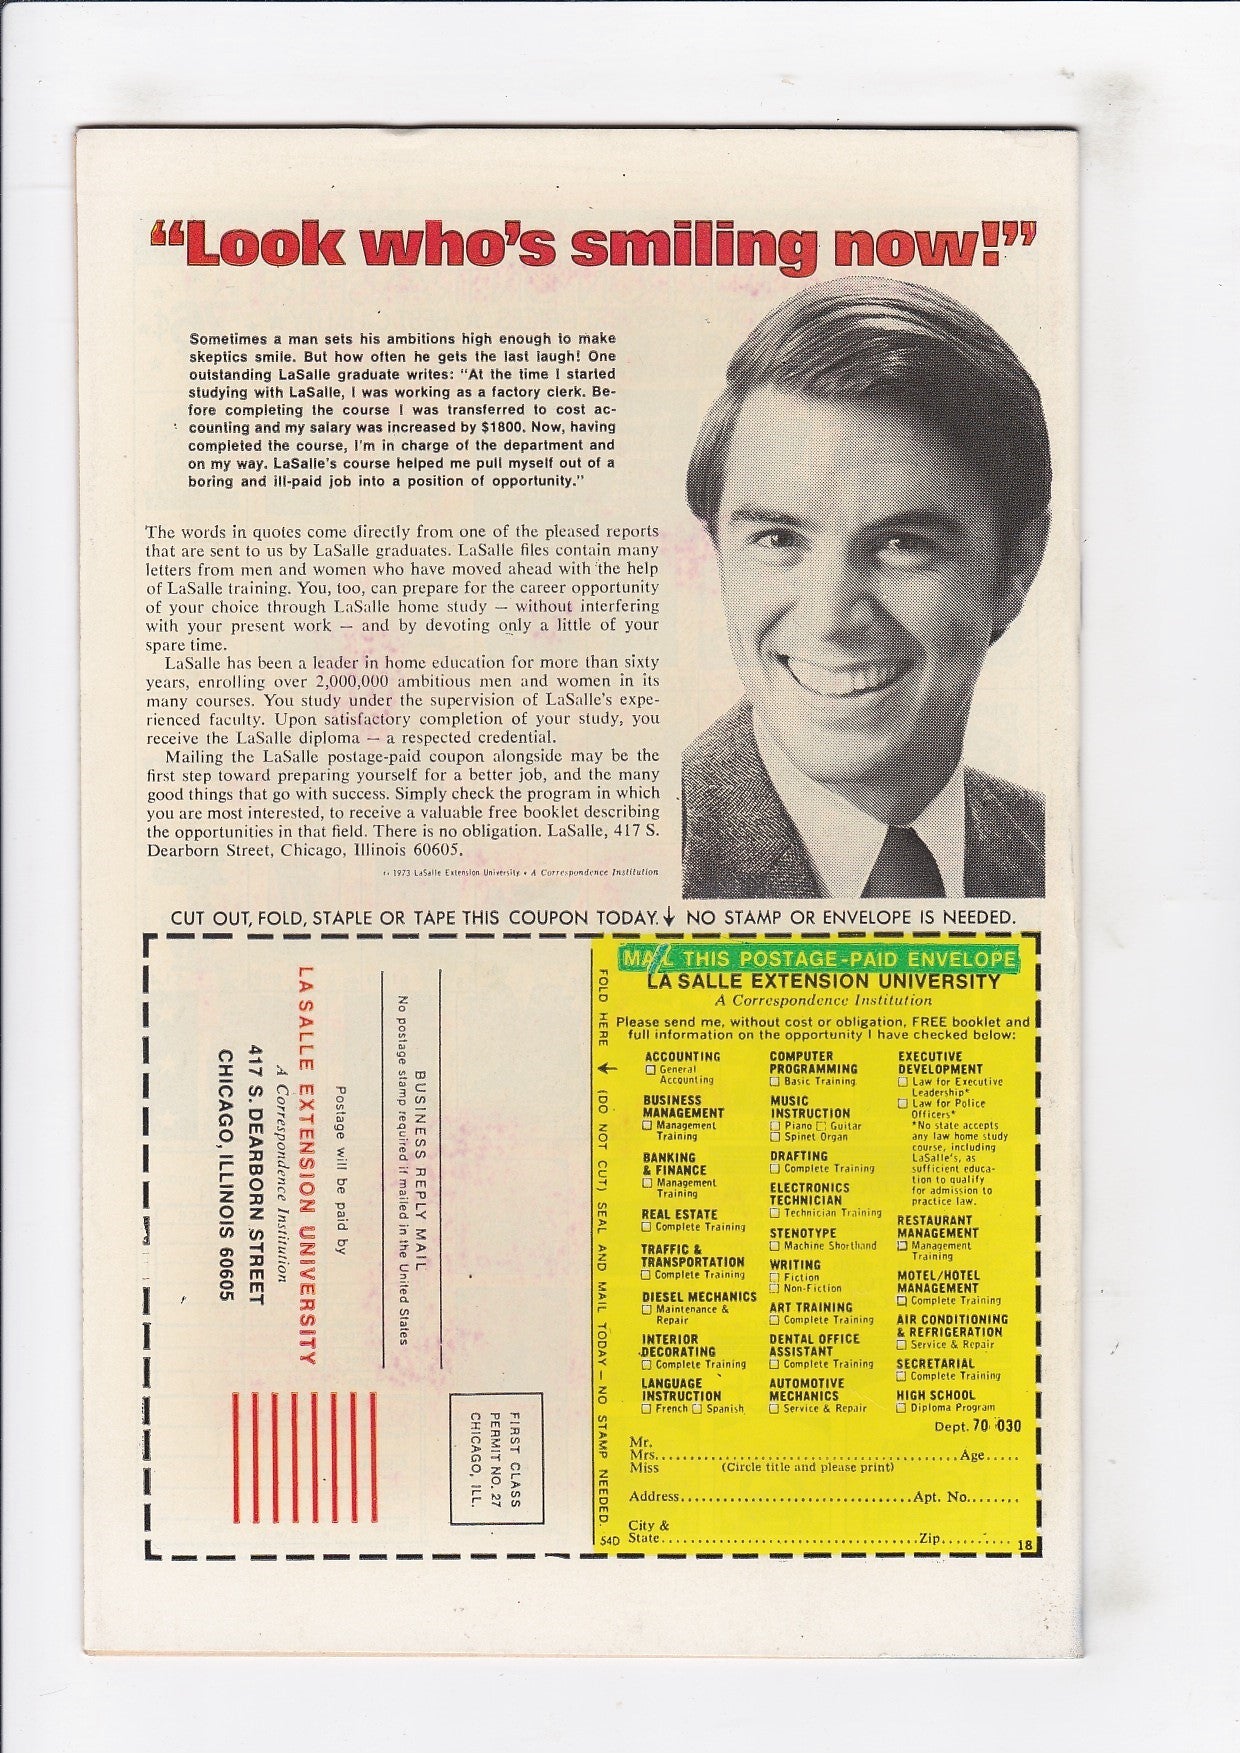 “Look who’s smiling now!”
Sometimes a man sets his ambitions high enough to make
skeptics smile. But how often he gets the last laugh! One
outstanding LaSalle graduate writes: “At the time I started
studying with LaSalle, I was working as a factory clerk. Be-
fore completing the course I was transferred to cost ac-
counting and my salary was increased by $1800. Now, having
completed the course, I’m in charge of the department and
on my way. LaSalle’s course helped me pull myself out of a
boring and ill-paid job into a position of opportunity.”
The words in quotes come directly from one of the pleased reports
that are sent to us by LaSalle graduates. LaSalle files contain many
letters from men and women who have moved ahead with the help
of LaSalle training. You, too, can prepare for the career opportunity
of your choice through LaSalle home study — without interfering
with your present work — and by devoting only a little of your
spare time.
LaSalle has been a leader in home education for more than sixty
years, enrolling over 2,000,000 ambitious men and women in its
many courses. You study under the supervision of LaSalle’s expe-
rienced faculty. Upon satisfactory completion of your study, you
receive the LaSalle diploma — a respected credential.
Mailing the LaSalle postage-paid coupon alongside may be the
first step toward preparing yourself for a better job, and the many
good things that go with success. Simply check the program in which
you are most interested, to receive a valuable free booklet describing
the opportunities in that field. There is no obligation. LaSalle, 417 S.
Dearborn Street, Chicago, Illinois 60605.
© 1973 LaSalle Extension University • A Correspondence Institution
CUT OUT, FOLD, STAPLE OR TAPE THIS COUPON TODAY. ↓ NO STAMP OR ENVELOPE IS NEEDED.
FIRST CLASS
PERMIT NO. 27
CHICAGO, ILL.
BUSINESS REPLY MAIL
No postage stamp required if mailed in the United States
Postage will be paid by
LA SALLE EXTENSION UNIVERSITY
A Correspondence Institution
417 S. DEARBORN STREET
CHICAGO, ILLINOIS 60605
FOLD HERE ← (DO NOT CUT) SEAL AND MAIL TODAY — NO STAMP NEEDED.
MAIL THIS POSTAGE-PAID ENVELOPE
LA SALLE EXTENSION UNIVERSITY
A Correspondence Institution
Please send me, without cost or obligation, FREE booklet and
full information on the opportunity I have checked below:
ACCOUNTING
☐ General
Accounting
BUSINESS
MANAGEMENT
☐ Management
Training
BANKING
& FINANCE
☐ Management
Training
REAL ESTATE
☐ Complete Training
TRAFFIC &
TRANSPORTATION
☐ Complete Training
DIESEL MECHANICS
☐ Maintenance &
Repair
INTERIOR
DECORATING
☐ Complete Training
LANGUAGE
INSTRUCTION
☐ French ☐ Spanish
COMPUTER
PROGRAMMING
☐ Basic Training
MUSIC
INSTRUCTION
☐ Piano ☐ Guitar
☐ Spinet Organ
DRAFTING
☐ Complete Training
ELECTRONICS
TECHNICIAN
☐ Technician Training
STENOTYPE
☐ Machine Shorthand
WRITING
☐ Fiction
☐ Non-Fiction
ART TRAINING
☐ Complete Training
DENTAL OFFICE
ASSISTANT
☐ Complete Training
AUTOMOTIVE
MECHANICS
☐ Service & Repair
EXECUTIVE
DEVELOPMENT
☐ Law for Executive
Leadership*
☐ Law for Police
Officers*
*No state accepts
any law home study
course, including
LaSalle’s, as
sufficient educa-
tion to qualify
for admission to
practice law.
RESTAURANT
MANAGEMENT
☐ Management
Training
MOTEL/HOTEL
MANAGEMENT
☐ Complete Training
AIR CONDITIONING
& REFRIGERATION
☐ Service & Repair
SECRETARIAL
☐ Complete Training
HIGH SCHOOL
☐ Diploma Program
Dept. 70-030
Mr.
Mrs.................................................Age.....
Miss (Circle title and please print)
Address.....................................Apt. No........
City &
State.........................................Zip...........
54D
18